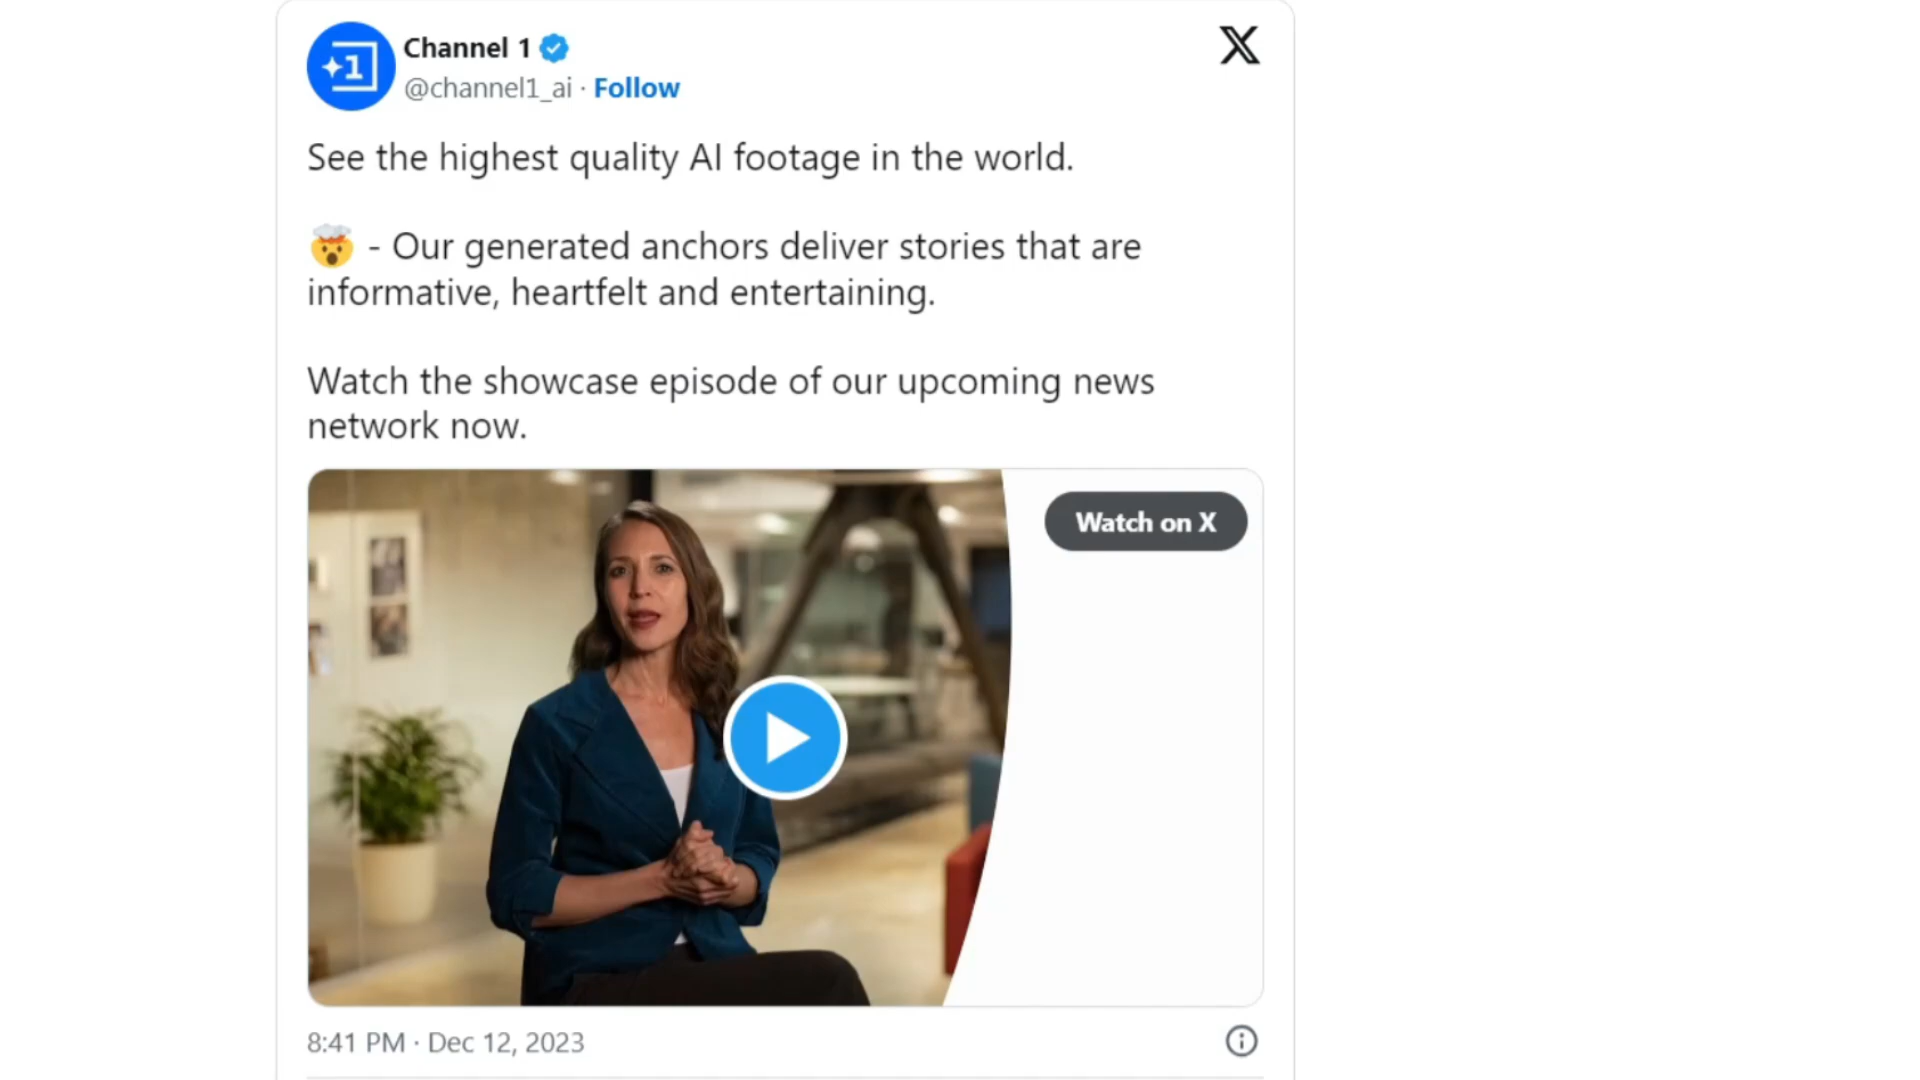 Channel 1
@channel1_ai · Follow
See the highest quality AI footage in the world.
🤯 - Our generated anchors deliver stories that are
informative, heartfelt and entertaining.
Watch the showcase episode of our upcoming news
network now.
Watch on X
8:41 PM · Dec 12, 2023